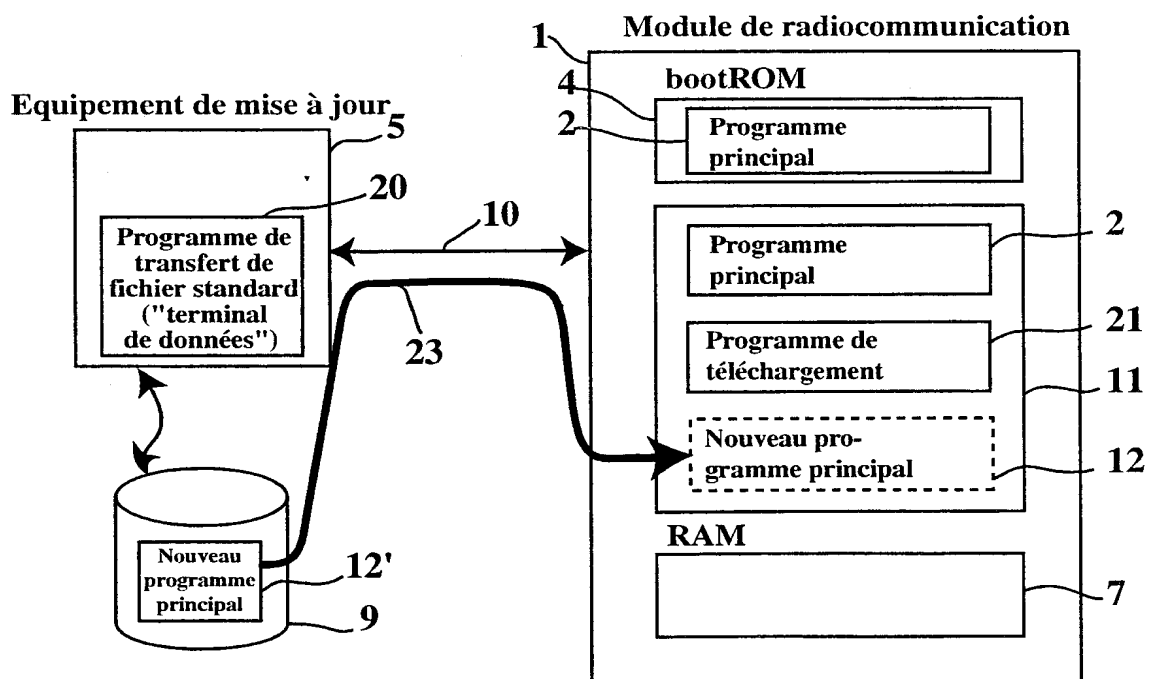 Module de radiocommunication
1
bootROM
4
2
Programme
principal
Equipement de mise à jour
5
20
Programme de
transfert de
fichier standard
("terminal
de données")
10
23
2
Programme
principal
21
Programme de
téléchargement
11
Nouveau pro-
gramme principal
12
RAM
7
Nouveau
programme
principal
12'
9